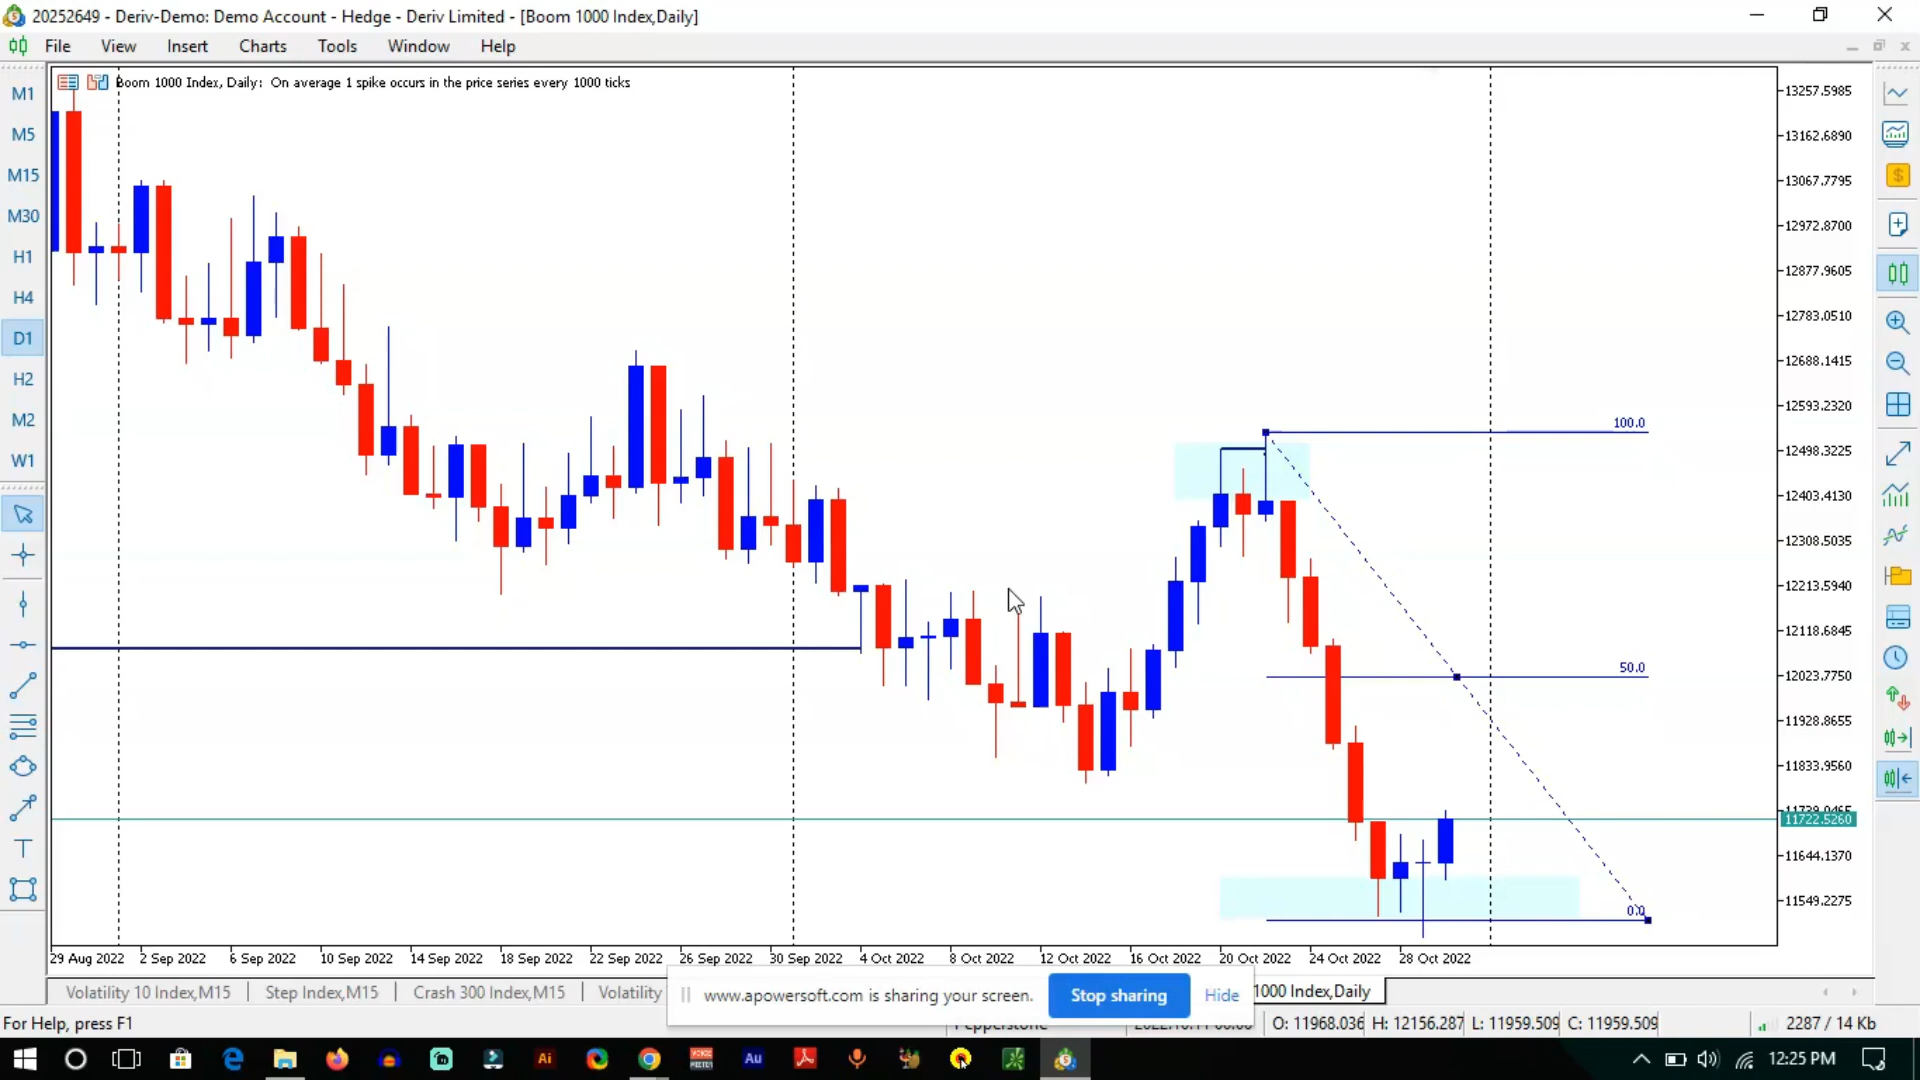 20252649 - Deriv-Demo: Demo Account - Hedge - Deriv Limited - [Boom 1000 Index,Daily]
File View Insert Charts Tools Window Help
Boom 1000 Index, Daily: On average 1 spike occurs in the price series every 1000 ticks
M1
M5
M15
M30
H1
H4
D1
H2
M2
W1
T
100.0
50.0
0.0
13257.5985
13162.6890
13067.7795
12972.8700
12877.9605
12783.0510
12688.1415
12593.2320
12498.3225
12403.4130
12308.5035
12213.5940
12118.6845
12023.7750
11928.8655
11833.9560
11739.0465
11722.5260
11644.1370
11549.2275
29 Aug 2022 2 Sep 2022 6 Sep 2022 10 Sep 2022 14 Sep 2022 18 Sep 2022 22 Sep 2022 26 Sep 2022 30 Sep 2022 4 Oct 2022 8 Oct 2022 12 Oct 2022 16 Oct 2022 20 Oct 2022 24 Oct 2022 28 Oct 2022
Volatility 10 Index,M15 Step Index,M15 Crash 300 Index,M15 Volatility 1000 Index,Daily
www.apowersoft.com is sharing your screen. Stop sharing Hide
For Help, press F1 O: 11968.036 H: 12156.287 L: 11959.509 C: 11959.509 2287 / 14 Kb
Ai Au 12:25 PM